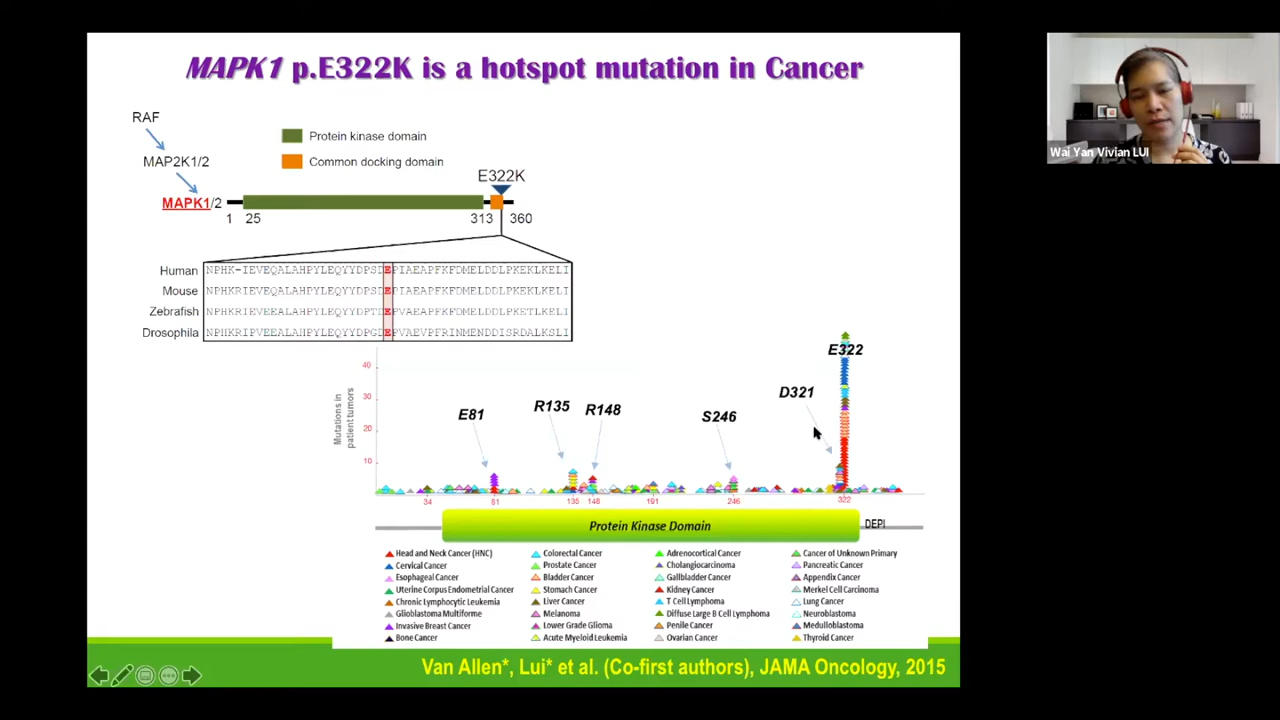 MAPK1 p.E322K is a hotspot mutation in Cancer
Wai Yan Vivian LUI
RAF
MAP2K1/2
MAPK1/2
Protein kinase domain
Common docking domain
E322K
1 25 313 360
Human NPHK-IEVEQALAHPYLEQYYDPSDEPIAEAPFKFDMELDDLPKEKLKELI
Mouse NPHKRIEVEQALAHPYLEQYYDPSDEPIAEAPFKFDMELDDLPKEKLKELI
Zebrafish NPHKRIEVEEALAHPYLEQYYDPTDEPVAEAPFKFDMELDDLPKETLKELI
Drosophila NPHKRIPVEEALAHPYLEQYYDPGDEPVAEVPFRINMENDDISRDALKSLI
Mutations in
patient tumors
40
30
20
10
E81
R135
R148
S246
D321
E322
34 81 135 148 191 246 322
Protein Kinase Domain
DEPI
Head and Neck Cancer (HNC)
Cervical Cancer
Esophageal Cancer
Uterine Corpus Endometrial Cancer
Chronic Lymphocytic Leukemia
Glioblastoma Multiforme
Invasive Breast Cancer
Bone Cancer
Colorectal Cancer
Prostate Cancer
Bladder Cancer
Stomach Cancer
Liver Cancer
Melanoma
Lower Grade Glioma
Acute Myeloid Leukemia
Adrenocortical Cancer
Cholangiocarcinoma
Gallbladder Cancer
Kidney Cancer
T Cell Lymphoma
Diffuse Large B Cell Lymphoma
Penile Cancer
Ovarian Cancer
Cancer of Unknown Primary
Pancreatic Cancer
Appendix Cancer
Merkel Cell Carcinoma
Lung Cancer
Neuroblastoma
Medulloblastoma
Thyroid Cancer
Van Allen*, Lui* et al. (Co-first authors), JAMA Oncology, 2015